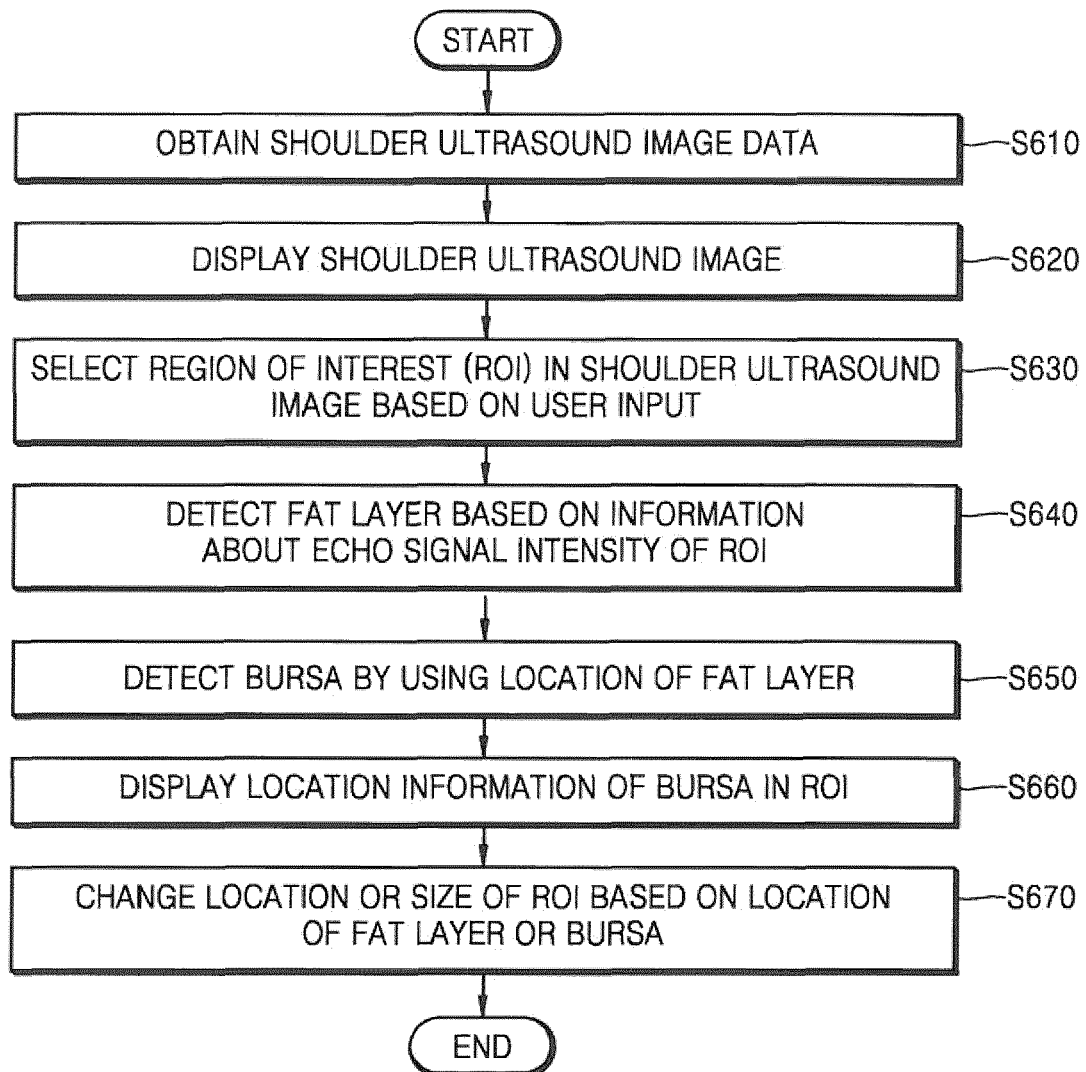 START
OBTAIN SHOULDER ULTRASOUND IMAGE DATA
S610
DISPLAY SHOULDER ULTRASOUND IMAGE
S620
SELECT REGION OF INTEREST (ROI) IN SHOULDER ULTRASOUND
IMAGE BASED ON USER INPUT
S630
DETECT FAT LAYER BASED ON INFORMATION
ABOUT ECHO SIGNAL INTENSITY OF ROI
S640
DETECT BURSA BY USING LOCATION OF FAT LAYER
S650
DISPLAY LOCATION INFORMATION OF BURSA IN ROI
S660
CHANGE LOCATION OR SIZE OF ROI BASED ON LOCATION
OF FAT LAYER OR BURSA
S670
END